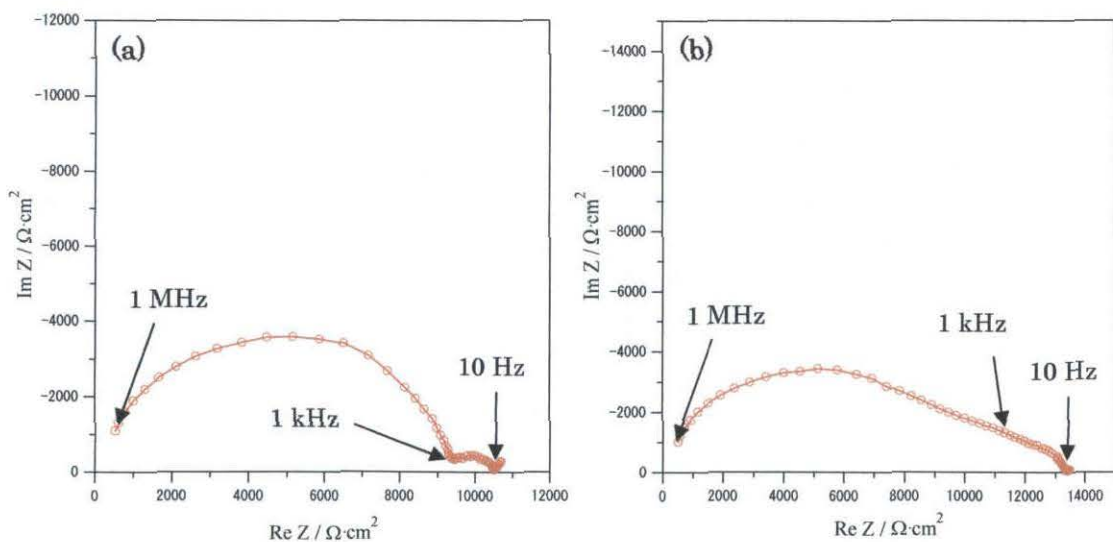 (a)
-12000
-10000
-8000
-6000
-4000
-2000
0
Im Z / Ω·cm²
1 MHz
1 kHz
10 Hz
0 2000 4000 6000 8000 10000 12000
Re Z / Ω·cm²
(b)
-14000
-12000
-10000
-8000
-6000
-4000
-2000
0
Im Z / Ω·cm²
1 MHz
1 kHz
10 Hz
0 2000 4000 6000 8000 10000 12000 14000
Re Z / Ω·cm²